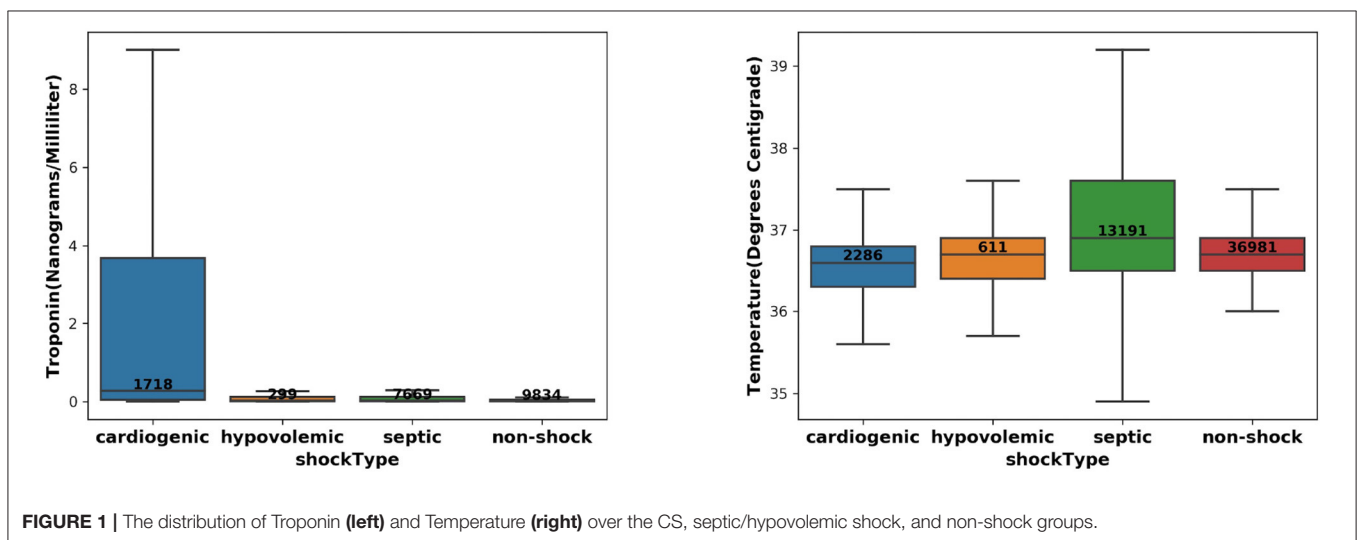 Troponin(Nanograms/Milliliter)
8
6
4
2
0
1718
299
7669
9834
cardiogenic hypovolemic septic non-shock
shockType
Temperature(Degrees Centigrade)
39
38
37
36
35
2286
611
13191
36981
cardiogenic hypovolemic septic non-shock
shockType
FIGURE 1 | The distribution of Troponin (left) and Temperature (right) over the CS, septic/hypovolemic shock, and non-shock groups.